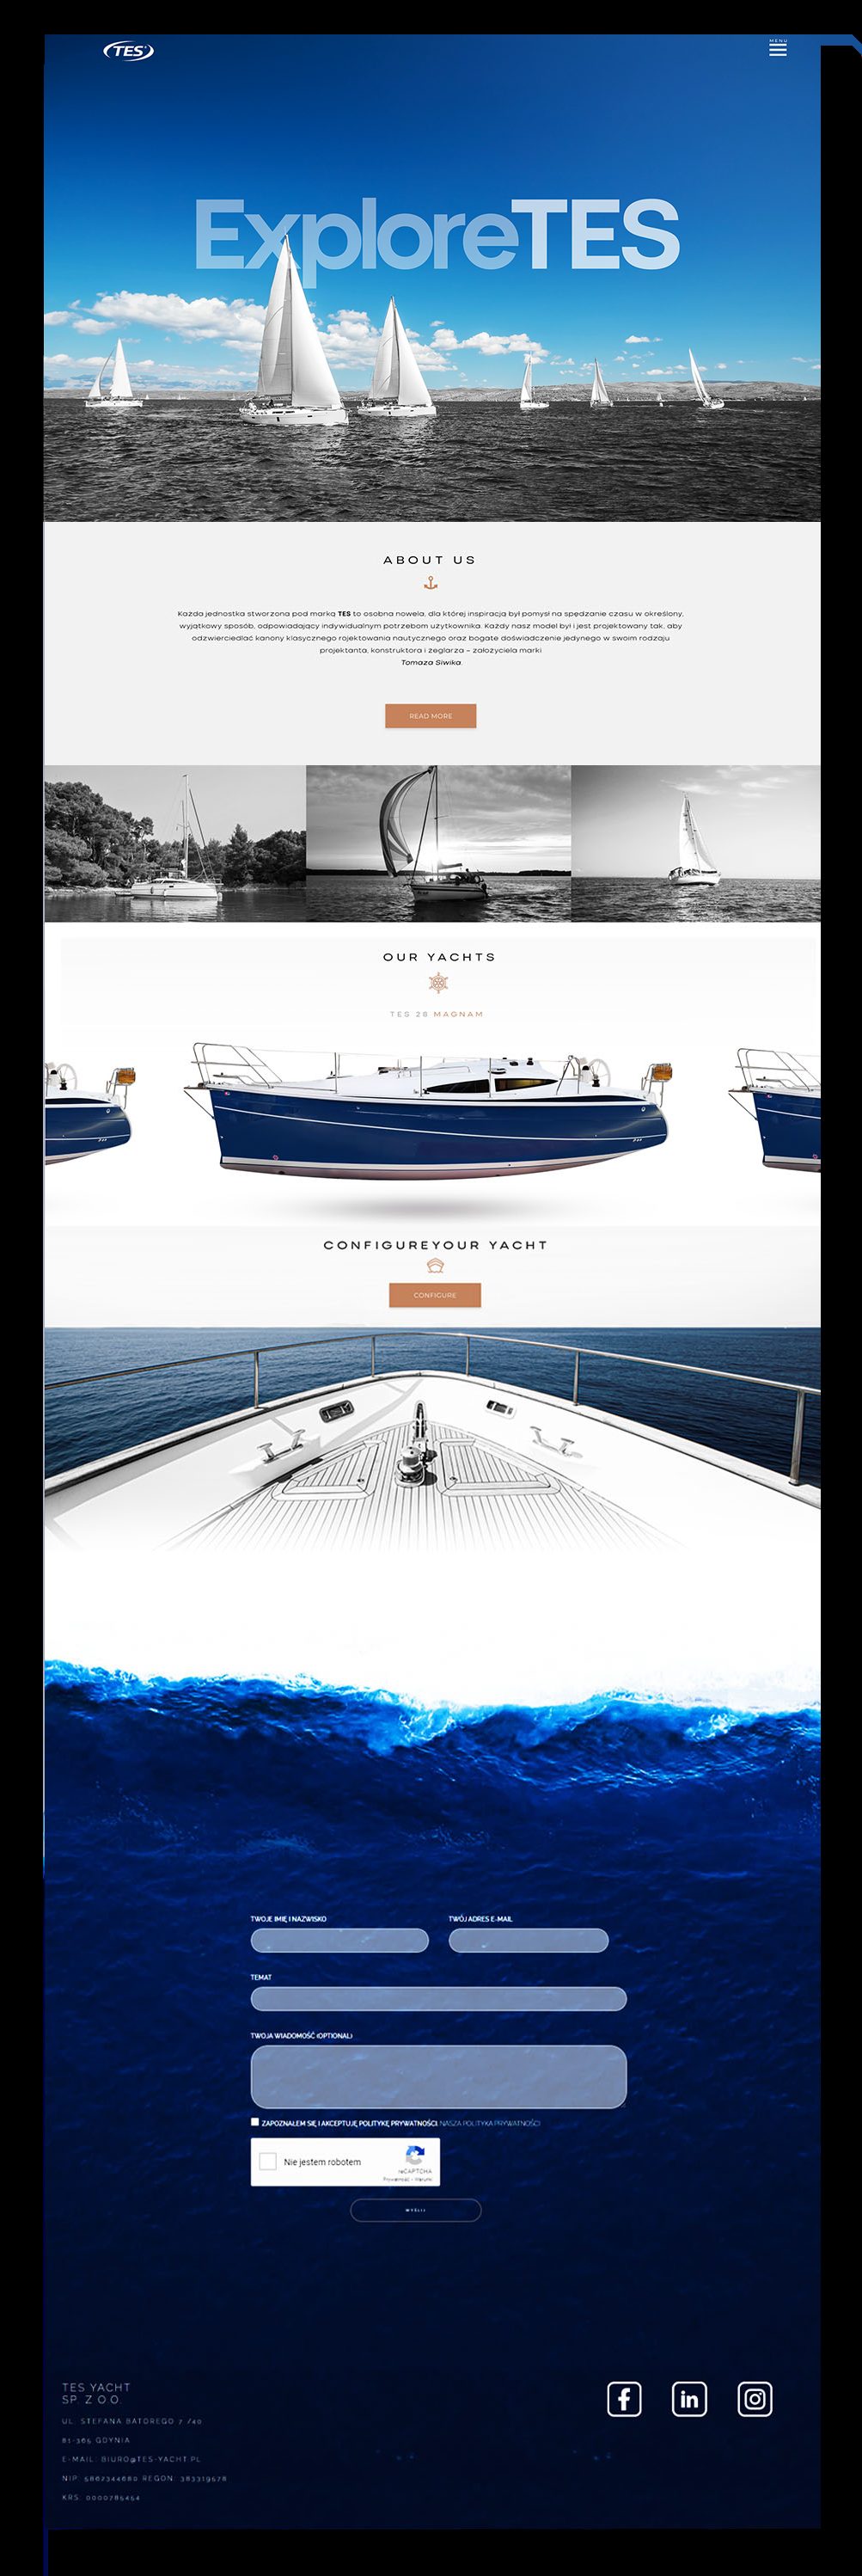 TES
MENU
ExploreTES
ABOUT US
Każda jednostka stworzona pod marką TES to osobna nowela, dla której inspiracją był pomysł na spędzanie czasu w określony,
wyjątkowy sposób, odpowiadający indywidualnym potrzebom użytkownika. Każdy nasz model był i jest projektowany tak, aby
odzwierciedlać kanony klasycznego rojektowania nautycznego oraz bogate doświadczenie jedynego w swoim rodzaju
projektanta, konstruktora i żeglarza – założyciela marki
Tomaza Siwika.
READ MORE
OUR YACHTS
TES 28 MAGNAM
CONFIGUREYOUR YACHT
CONFIGURE
TWOJE IMIĘ I NAZWISKO
TWÓJ ADRES E-MAIL
TEMAT
TWOJA WIADOMOŚĆ (OPTIONAL)
ZAPOZNAŁEM SIĘ I AKCEPTUJĘ POLITYKĘ PRYWATNOŚCI. NASZA POLITYKA PRYWATNOŚCI
Nie jestem robotem
reCAPTCHA
Prywatność - Warunki
WYŚLIJ
TES YACHT
SP. Z O.O.
UL. STEFANA BATOREGO 7 /40
81-365 GDYNIA
E-MAIL: BIURO@TES-YACHT.PL
NIP: 5862344680 REGON: 383319578
KRS: 0000785454